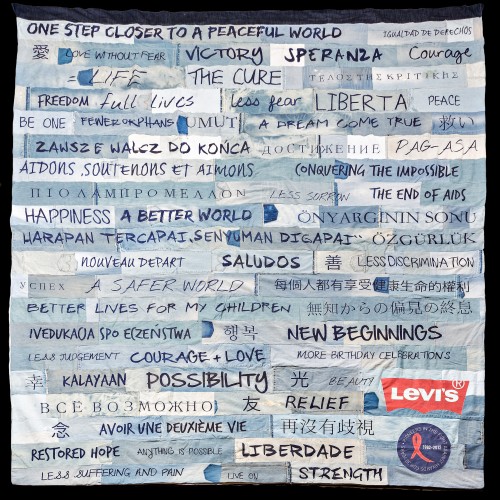 ONE STEP CLOSER TO A PEACEFUL WORLD IGUALDAD DE DERECHOS
愛 LOVE WITHOUT FEAR VICTORY SPERANZA Courage
= LIFE THE CURE ΤΕΛΟΣ ΤΗΣ ΚΡΙΤΙΚΗΣ
FREEDOM full lives less fear LIBERTA PEACE
BE ONE FEWER ORPHANS UMUT A DREAM COME TRUE 救い
ZAWSZE WALCZ DO KOŃCA ДОСТИЖЕНИЕ PAG-ASA
AIDONS, SOUTENONS ET AIMONS CONQUERING THE IMPOSSIBLE
ΠΙΟ ΛΑΜΠΡΟ ΜΕΛΛΟΝ LESS SORROW THE END OF AIDS
HAPPINESS A BETTER WORLD ÖNYARGININ SONU
HARAPAN TERCAPAI, SENYUMAN DIGAPAI ÖZGÜRLÜK
NOUVEAU DEPART SALUDOS 善 LESS DISCRIMINATION
УСПЕХ A SAFER WORLD 每個人都有享受健康生命的權利
BETTER LIVES FOR MY CHILDREN 無知からの偏見の終息
행복 NEW BEGINNINGS
LESS JUDGEMENT COURAGE + LOVE MORE BIRTHDAY CELEBRATIONS
幸 KALAYAAN POSSIBILITY 光 BEAUTY LEVI'S ®
ВСЕ ВОЗМОЖНО 友 RELIEF
念 AVOIR UNE DEUXIÈME VIE 再沒有歧視
RESTORED HOPE ANYTHING IS POSSIBLE LIBERDADE
LESS SUFFERING AND PAIN LIVE ON STRENGTH